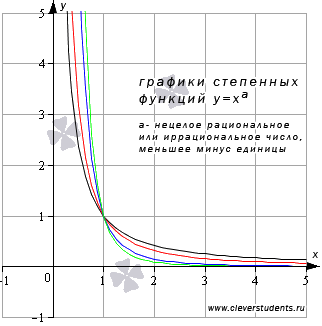 y
5
графики степенных
функций y=xª
4
а- нецелое рациональное
или иррациональное число,
меньшее минус единицы
3
2
1
x
-1
0
1
2
3
4
5
-1
www.cleverstudents.ru